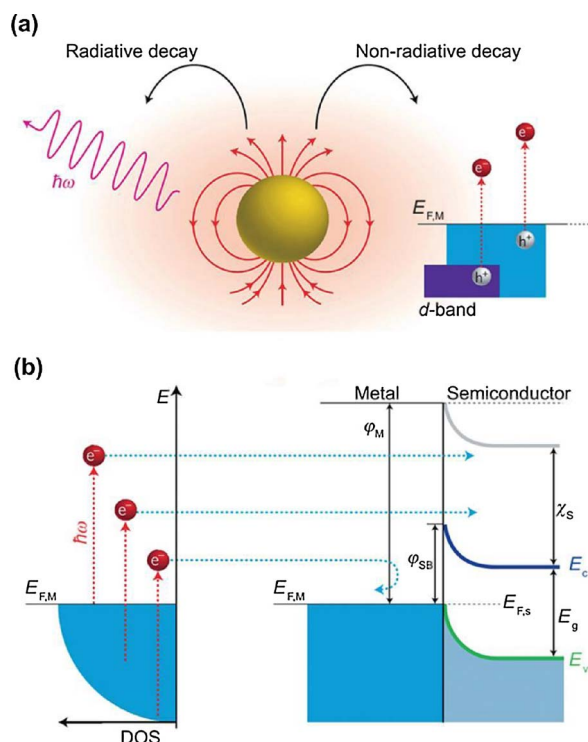 (a)
Radiative decay
Non-radiative decay
ħω
e⁻
e⁻
E_F,M
h⁺
h⁺
d-band
(b)
E
Metal
Semiconductor
φ_M
e⁻
ħω
e⁻
χ_S
e⁻
φ_SB
E_c
E_F,M
E_F,M
E_F,s
E_g
E_v
DOS